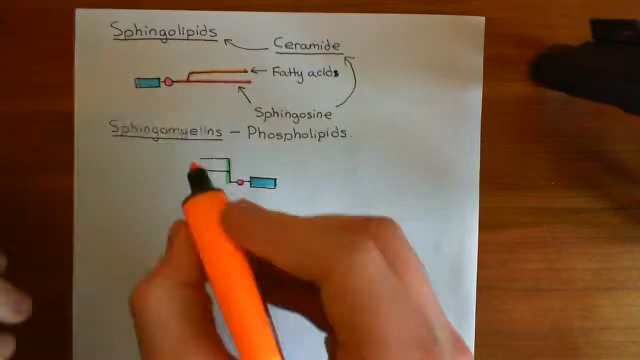 Sphingolipids
Ceramide
Fatty acids
Sphingosine
Sphingomyelins - Phospholipids.